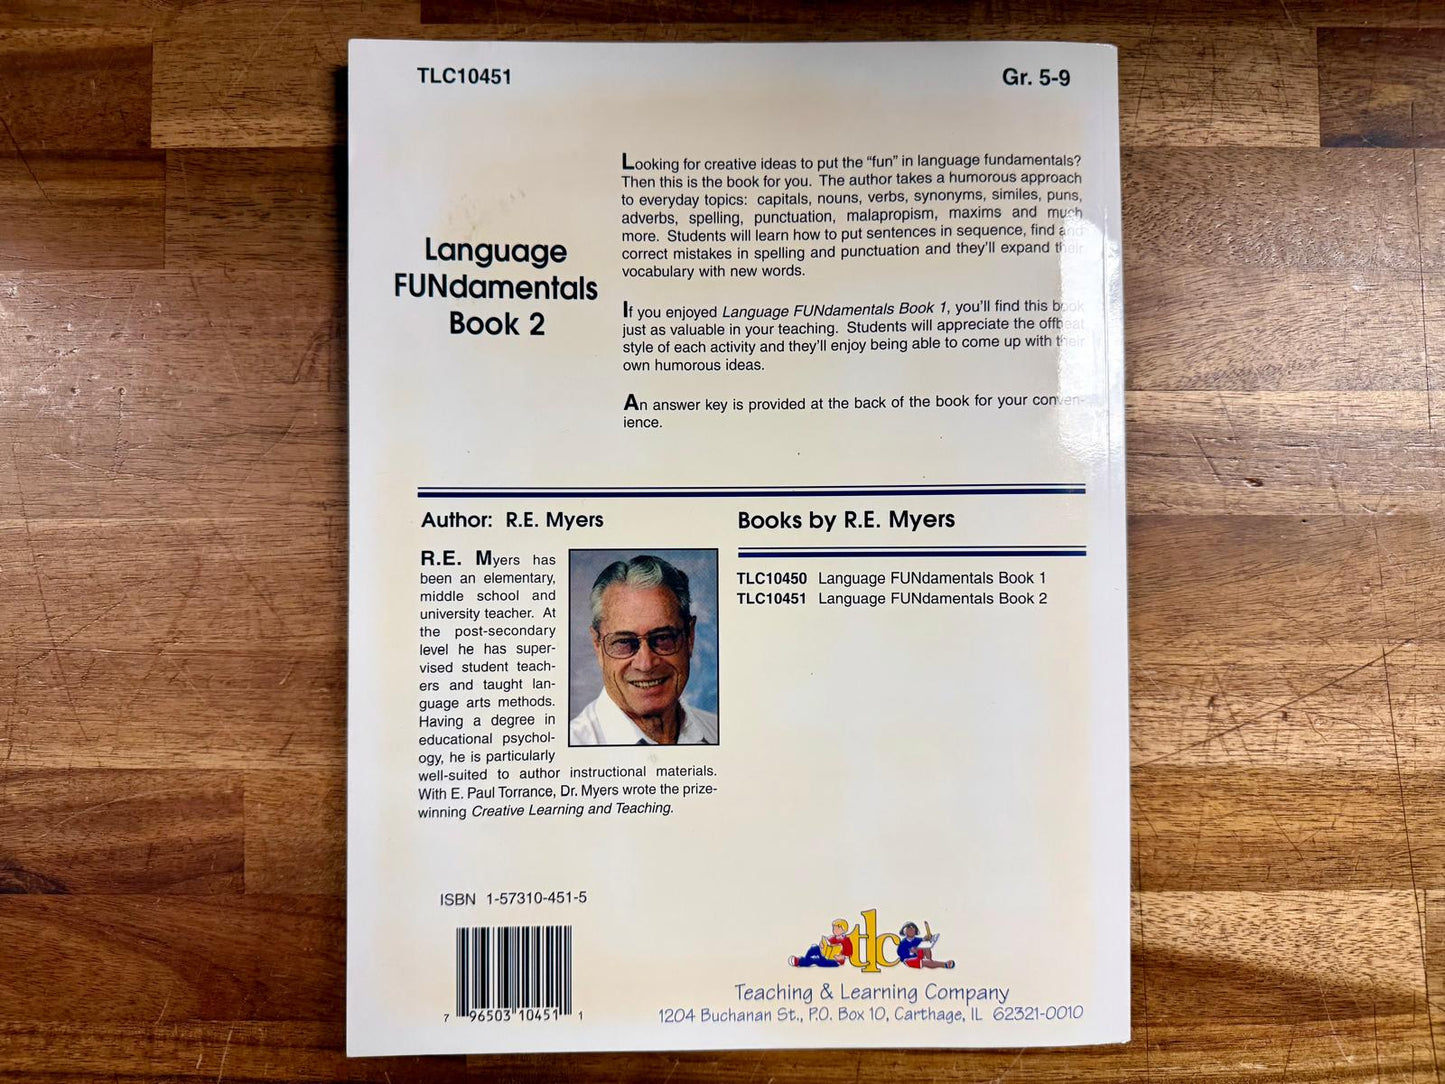 TLC10451
Gr. 5-9
Language
FUNdamentals
Book 2
Looking for creative ideas to put the “fun” in language fundamentals?
Then this is the book for you. The author takes a humorous approach
to everyday topics: capitals, nouns, verbs, synonyms, similes, puns,
adverbs, spelling, punctuation, malapropism, maxims and much
more. Students will learn how to put sentences in sequence, find and
correct mistakes in spelling and punctuation and they’ll expand their
vocabulary with new words.
If you enjoyed Language FUNdamentals Book 1, you’ll find this book
just as valuable in your teaching. Students will appreciate the offbeat
style of each activity and they’ll enjoy being able to come up with their
own humorous ideas.
An answer key is provided at the back of the book for your conven-
ience.
Author: R.E. Myers
R.E. Myers has
been an elementary,
middle school and
university teacher. At
the post-secondary
level he has super-
vised student teach-
ers and taught lan-
guage arts methods.
Having a degree in
educational psychol-
ogy, he is particularly
well-suited to author instructional materials.
With E. Paul Torrance, Dr. Myers wrote the prize-
winning Creative Learning and Teaching.
Books by R.E. Myers
TLC10450 Language FUNdamentals Book 1
TLC10451 Language FUNdamentals Book 2
ISBN 1-57310-451-5
7 96503 10451 1
tlc
Teaching & Learning Company
1204 Buchanan St., P.O. Box 10, Carthage, IL 62321-0010